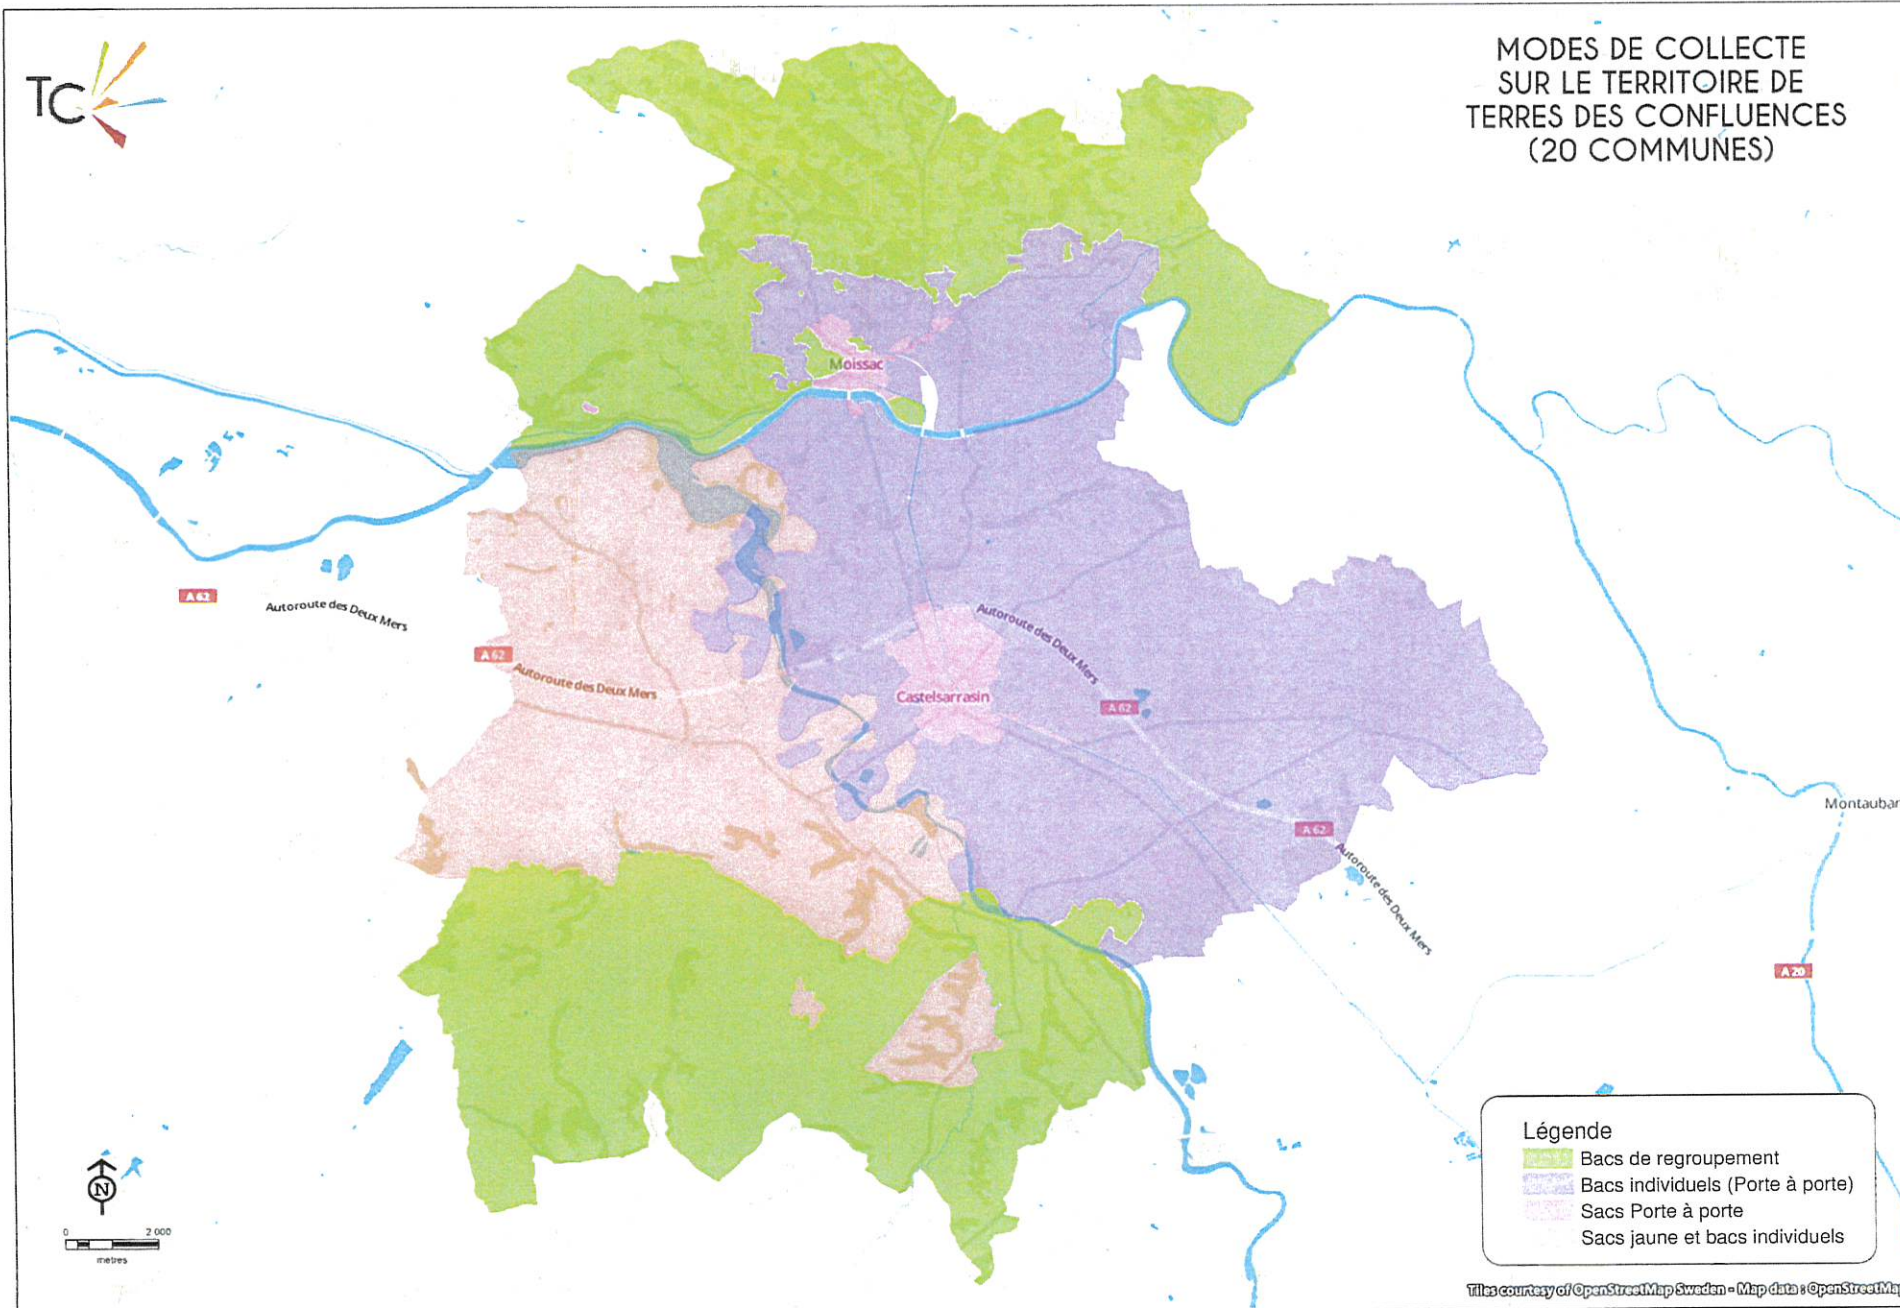 TC
MODES DE COLLECTE
SUR LE TERRITOIRE DE
TERRES DES CONFLUENCES
(20 COMMUNES)
Moissac
A 62
Autoroute des Deux Mers
A 62
Autoroute des Deux Mers
Autoroute des Deux Mers
Castelsarrasin
A 62
A 62
Autoroute des Deux Mers
Montauban
A 20
Légende
Bacs de regroupement
Bacs individuels (Porte à porte)
Sacs Porte à porte
Sacs jaune et bacs individuels
N
0 2 000
metres
Tiles courtesy of OpenStreetMap Sweden - Map data : OpenStreetMap